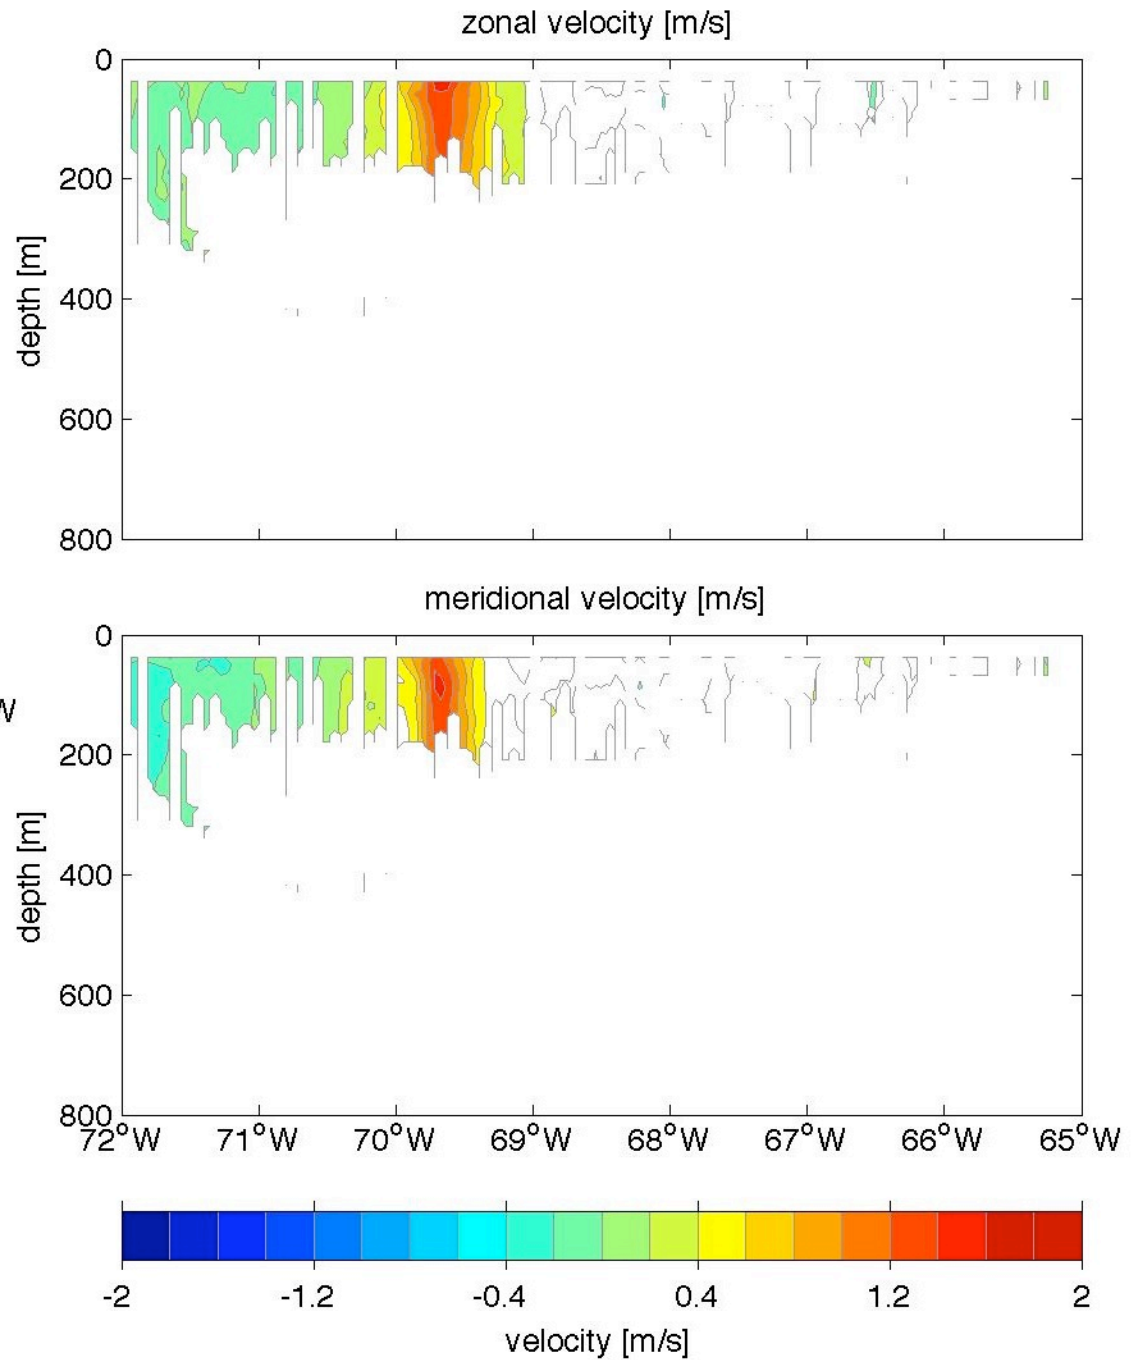 zonal velocity [m/s]
0
200
400
600
800
depth [m]
meridional velocity [m/s]
0
W
200
400
600
800
depth [m]
72°W 71°W 70°W 69°W 68°W 67°W 66°W 65°W
-2 -1.2 -0.4 0.4 1.2 2
velocity [m/s]